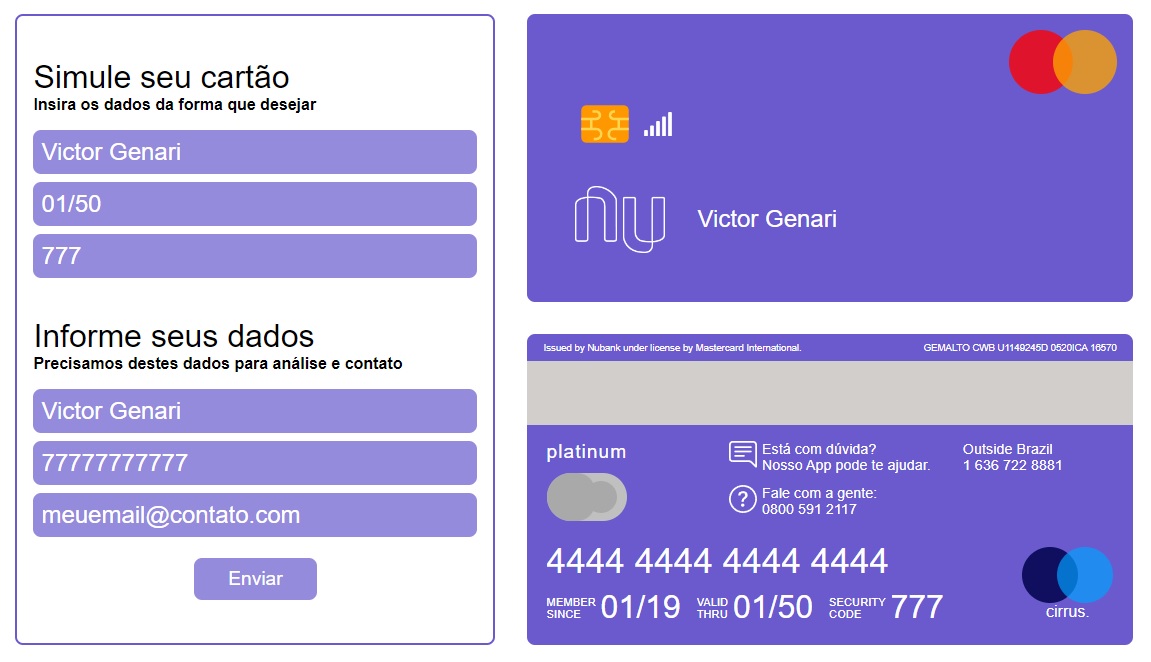 Simule seu cartão
Insira os dados da forma que desejar
Victor Genari
01/50
777
Informe seus dados
Precisamos destes dados para análise e contato
Victor Genari
77777777777
meuemail@contato.com
Enviar
nu
Victor Genari
Issued by Nubank under license by Mastercard International.
GEMALTO CWB U1149245D 0520ICA 16570
platinum
Está com dúvida?
Nosso App pode te ajudar.
Outside Brazil
1 636 722 8881
?
Fale com a gente:
0800 591 2117
4444 4444 4444 4444
MEMBER
SINCE
01/19
VALID
THRU
01/50
SECURITY
CODE
777
cirrus.